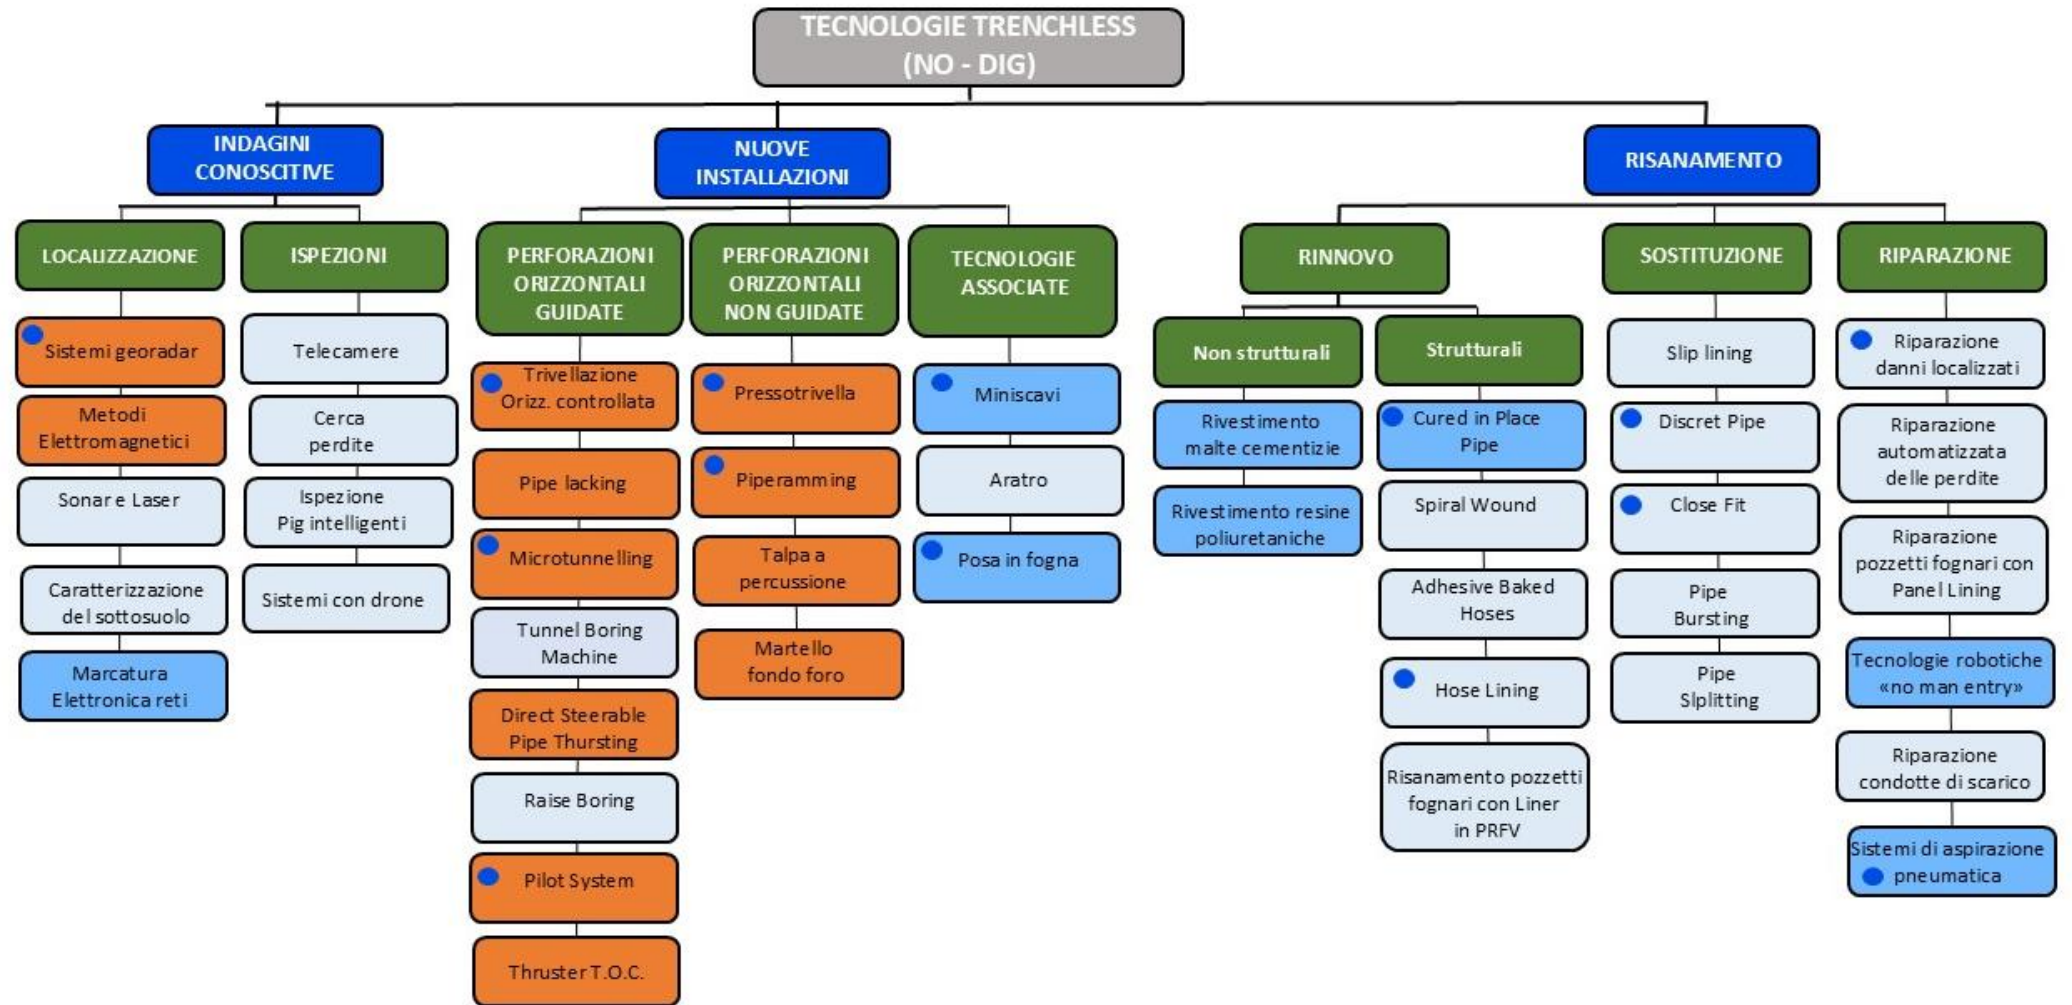 TECNOLOGIE TRENCHLESS
(NO - DIG)
INDAGINI
CONOSCITIVE
NUOVE
INSTALLAZIONI
RISANAMENTO
LOCALIZZAZIONE
ISPEZIONI
PERFORAZIONI
ORIZZONTALI
GUIDATE
PERFORAZIONI
ORIZZONTALI
NON GUIDATE
TECNOLOGIE
ASSOCIATE
RINNOVO
SOSTITUZIONE
RIPARAZIONE
Non strutturali
Strutturali
Sistemi georadar
Metodi
Elettromagnetici
Sonar e Laser
Caratterizzazione
del sottosuolo
Marcatura
Elettronica reti
Telecamere
Cerca
perdite
Ispezione
Pig intelligenti
Sistemi con drone
Trivellazione
Orizz. controllata
Pipe lacking
Microtunnelling
Tunnel Boring
Machine
Direct Steerable
Pipe Thursting
Raise Boring
Pilot System
Thruster T.O.C.
Pressotrivella
Piperamming
Talpa a
percussione
Martello
fondo foro
Miniscavi
Aratro
Posa in fogna
Rivestimento
malte cementizie
Rivestimento resine
poliuretaniche
Cured in Place
Pipe
Spiral Wound
Adhesive Baked
Hoses
Hose Lining
Risanamento pozzetti
fognari con Liner
in PRFV
Slip lining
Discret Pipe
Close Fit
Pipe
Bursting
Pipe
Slplitting
Riparazione
danni localizzati
Riparazione
automatizzata
delle perdite
Riparazione
pozzetti fognari con
Panel Lining
Tecnologie robotiche
«no man entry»
Riparazione
condotte di scarico
Sistemi di aspirazione
pneumatica